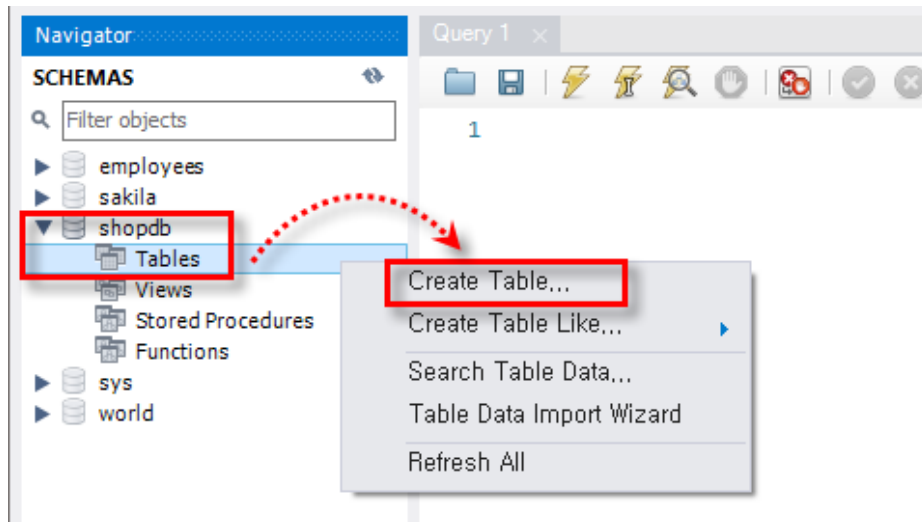 Navigator
SCHEMAS
Filter objects
employees
sakila
shopdb
Tables
Views
Stored Procedures
Functions
sys
world
Query 1
1
Create Table...
Create Table Like...
Search Table Data...
Table Data Import Wizard
Refresh All